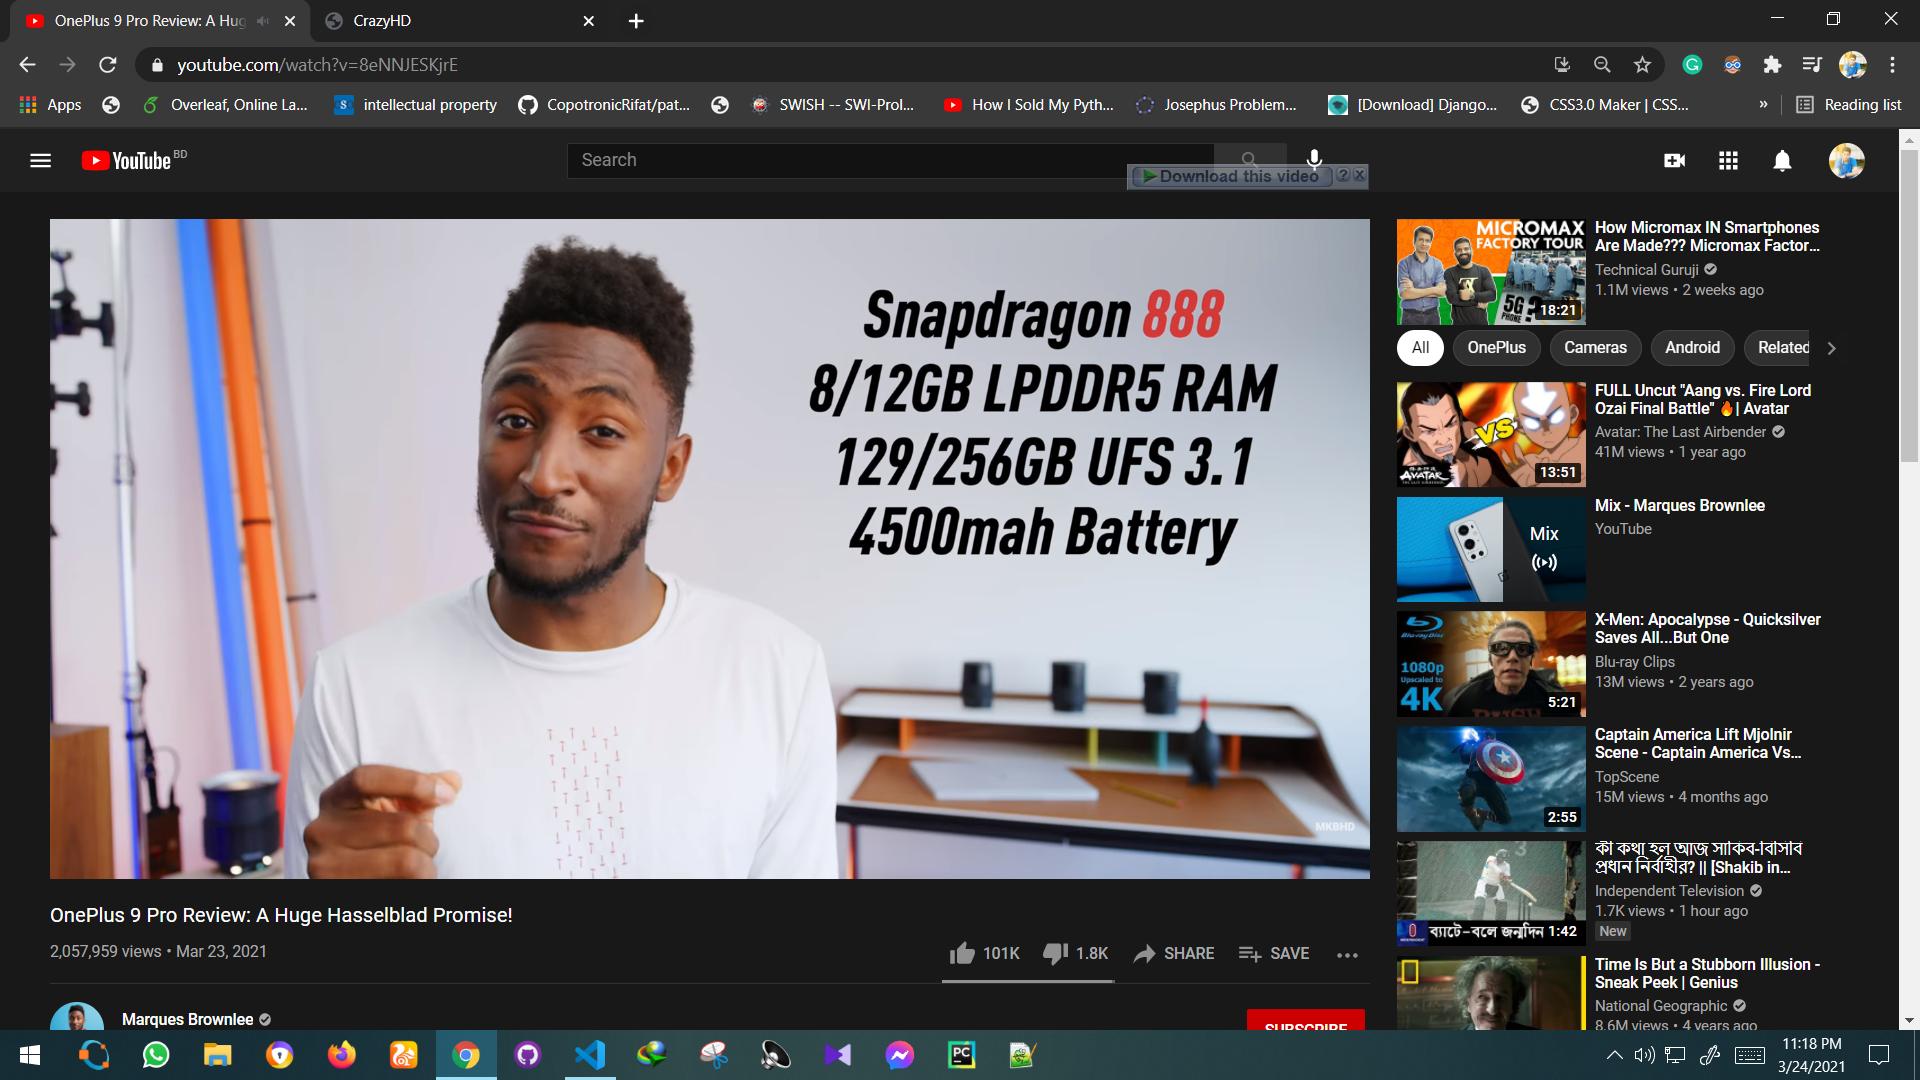 OnePlus 9 Pro Review: A Hug
CrazyHD
youtube.com/watch?v=8eNNJESKjrE
Apps
Overleaf, Online La...
intellectual property
CopotronicRifat/pat...
SWISH -- SWI-Prol...
How I Sold My Pyth...
Josephus Problem...
[Download] Django...
CSS3.0 Maker | CSS...
»
Reading list
YouTube BD
Search
Download this video
Snapdragon 888
8/12GB LPDDR5 RAM
129/256GB UFS 3.1
4500mah Battery
MKBHD
OnePlus 9 Pro Review: A Huge Hasselblad Promise!
2,057,959 views • Mar 23, 2021
101K
1.8K
SHARE
SAVE
Marques Brownlee
SUBSCRIBE
MICROMAX
FACTORY TOUR
5G ?
PHONE
18:21
How Micromax IN Smartphones
Are Made??? Micromax Factor...
Technical Guruji
1.1M views • 2 weeks ago
All
OnePlus
Cameras
Android
Related
VS
AVATAR
13:51
FULL Uncut "Aang vs. Fire Lord
Ozai Final Battle" 🔥| Avatar
Avatar: The Last Airbender
41M views • 1 year ago
Mix
Mix - Marques Brownlee
YouTube
Blu-ray Disc
1080p
Upscaled to
4K
5:21
X-Men: Apocalypse - Quicksilver
Saves All...But One
Blu-ray Clips
13M views • 2 years ago
2:55
Captain America Lift Mjolnir
Scene - Captain America Vs...
TopScene
15M views • 4 months ago
ব্যাটে-বলে জন্মদিন
1:42
কী কথা হল আজ সাকিব-বিসিবি
প্রধান নির্বাহীর? || [Shakib in...
Independent Television
1.7K views • 1 hour ago
New
Time Is But a Stubborn Illusion -
Sneak Peek | Genius
National Geographic
8.6M views • 4 years ago
PC
11:18 PM
3/24/2021